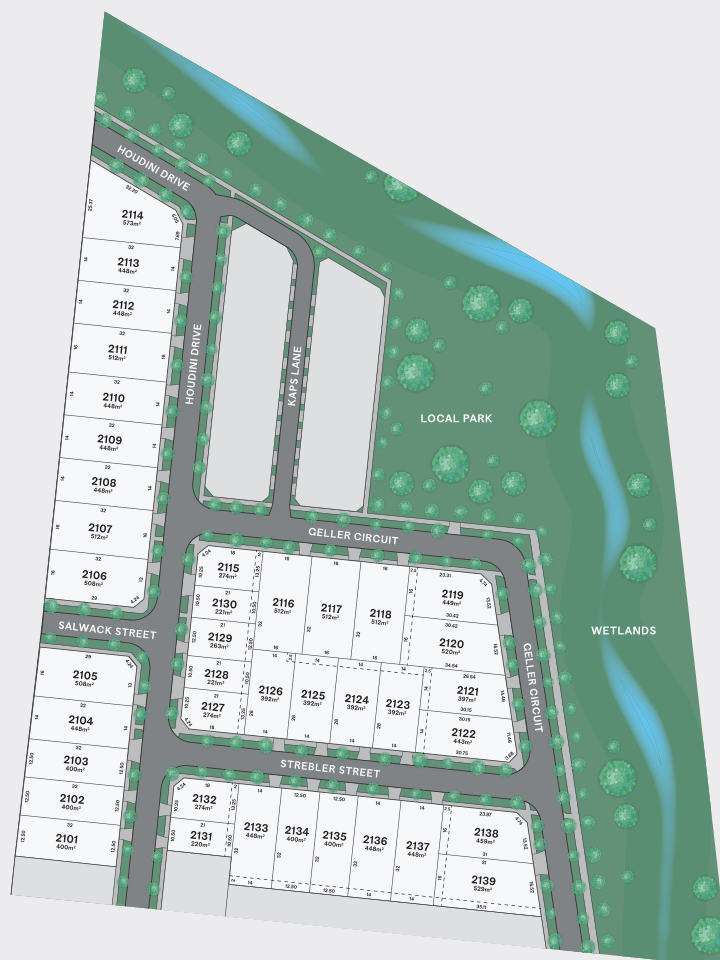 HOUDINI DRIVE
2114
573m²
2113
448m²
2112
448m²
2111
512m²
2110
448m²
2109
448m²
2108
448m²
2107
512m²
2106
508m²
HOUDINI DRIVE
KAPS LANE
LOCAL PARK
GELLER CIRCUIT
WETLANDS
GELLER CIRCUIT
SALWACK STREET
2115
274m²
2130
221m²
2129
263m²
2128
221m²
2127
274m²
2116
512m²
2117
512m²
2118
512m²
2119
449m²
2120
520m²
2121
397m²
2122
443m²
2126
392m²
2125
392m²
2124
392m²
2123
392m²
STREBLER STREET
2105
508m²
2104
448m²
2103
400m²
2102
400m²
2101
400m²
2132
274m²
2131
220m²
2133
448m²
2134
400m²
2135
400m²
2136
448m²
2137
448m²
2138
459m²
2139
529m²